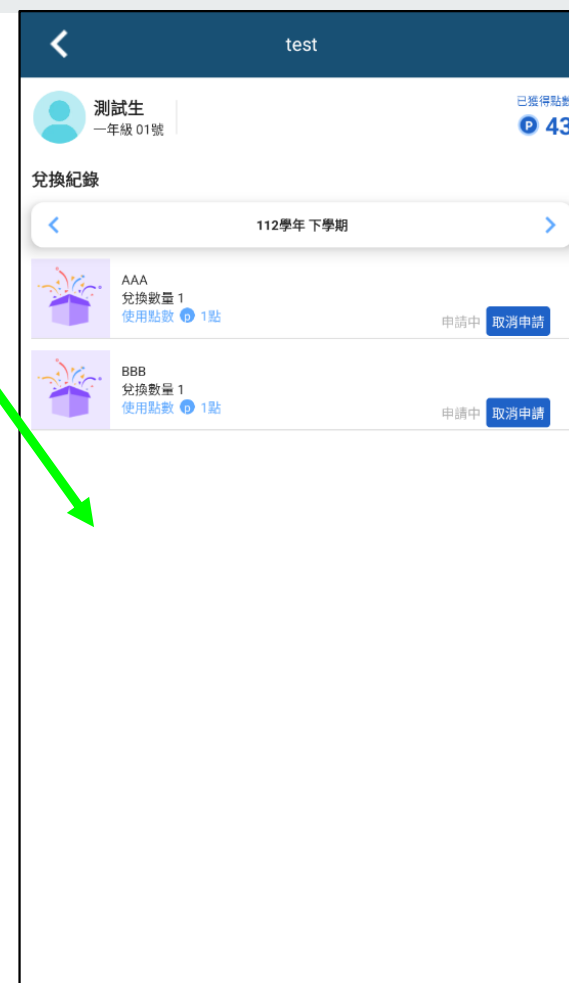 test
測試生
一年級 01號
已獲得點數
P 43
兌換紀錄
112學年 下學期
AAA
兌換數量 1
使用點數 p 1點
申請中 取消申請
BBB
兌換數量 1
使用點數 p 1點
申請中 取消申請